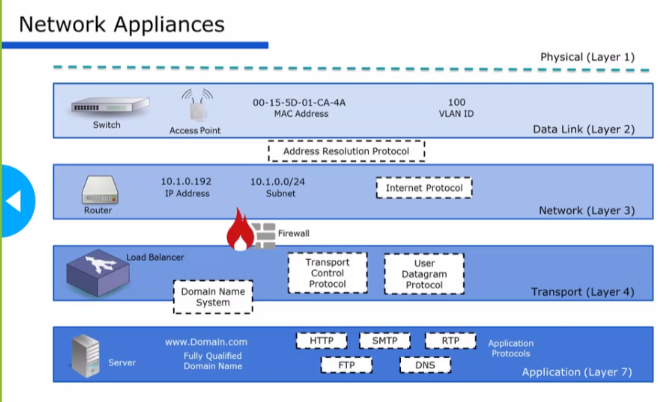 Network Appliances
Physical (Layer 1)
00-15-5D-01-CA-4A
MAC Address
100
VLAN ID
Switch
Access Point
Data Link (Layer 2)
Address Resolution Protocol
10.1.0.192
IP Address
10.1.0.0/24
Subnet
Internet Protocol
Router
Network (Layer 3)
Firewall
Load Balancer
Transport
Control
Protocol
User
Datagram
Protocol
Domain Name
System
Transport (Layer 4)
www.Domain.com
Fully Qualified
Domain Name
HTTP
SMTP
RTP
FTP
DNS
Application
Protocols
Server
Application (Layer 7)